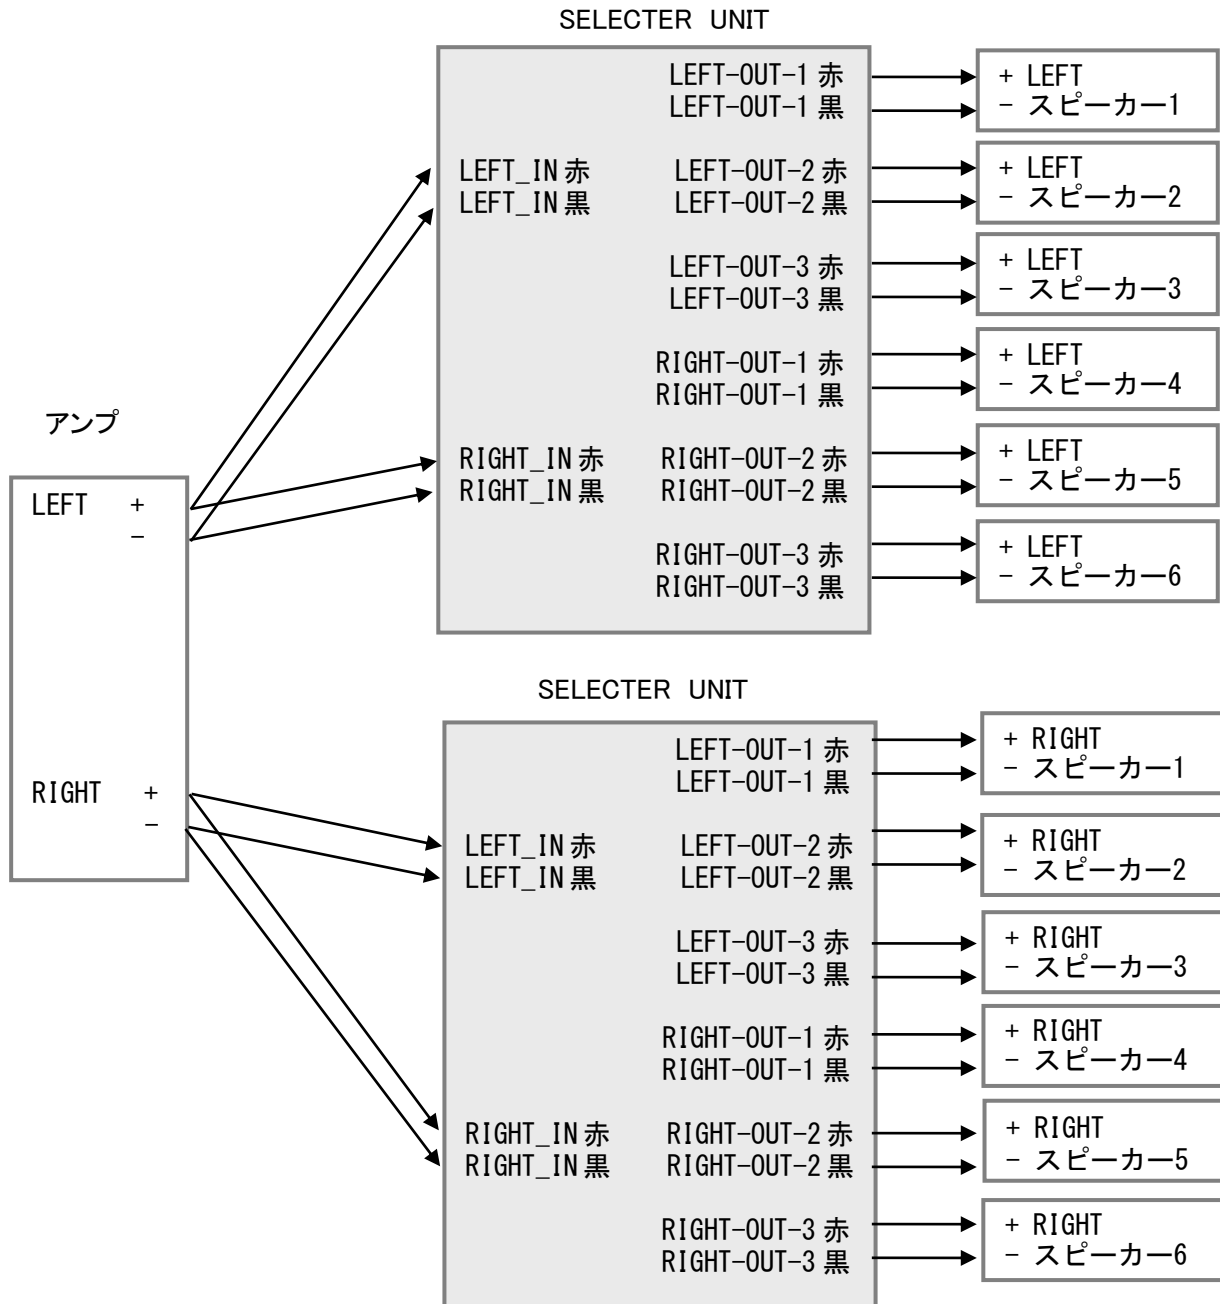 SELECTER UNIT
LEFT-OUT-1 赤
LEFT-OUT-1 黒
+ LEFT
- スピーカー1
LEFT_IN 赤
LEFT_IN 黒
LEFT-OUT-2 赤
LEFT-OUT-2 黒
+ LEFT
- スピーカー2
LEFT-OUT-3 赤
LEFT-OUT-3 黒
+ LEFT
- スピーカー3
RIGHT-OUT-1 赤
RIGHT-OUT-1 黒
+ LEFT
- スピーカー4
アンプ
RIGHT_IN 赤
RIGHT_IN 黒
RIGHT-OUT-2 赤
RIGHT-OUT-2 黒
+ LEFT
- スピーカー5
LEFT +
-
RIGHT-OUT-3 赤
RIGHT-OUT-3 黒
+ LEFT
- スピーカー6
SELECTER UNIT
LEFT-OUT-1 赤
LEFT-OUT-1 黒
+ RIGHT
- スピーカー1
RIGHT +
-
LEFT_IN 赤
LEFT_IN 黒
LEFT-OUT-2 赤
LEFT-OUT-2 黒
+ RIGHT
- スピーカー2
LEFT-OUT-3 赤
LEFT-OUT-3 黒
+ RIGHT
- スピーカー3
RIGHT-OUT-1 赤
RIGHT-OUT-1 黒
+ RIGHT
- スピーカー4
RIGHT_IN 赤
RIGHT_IN 黒
RIGHT-OUT-2 赤
RIGHT-OUT-2 黒
+ RIGHT
- スピーカー5
RIGHT-OUT-3 赤
RIGHT-OUT-3 黒
+ RIGHT
- スピーカー6